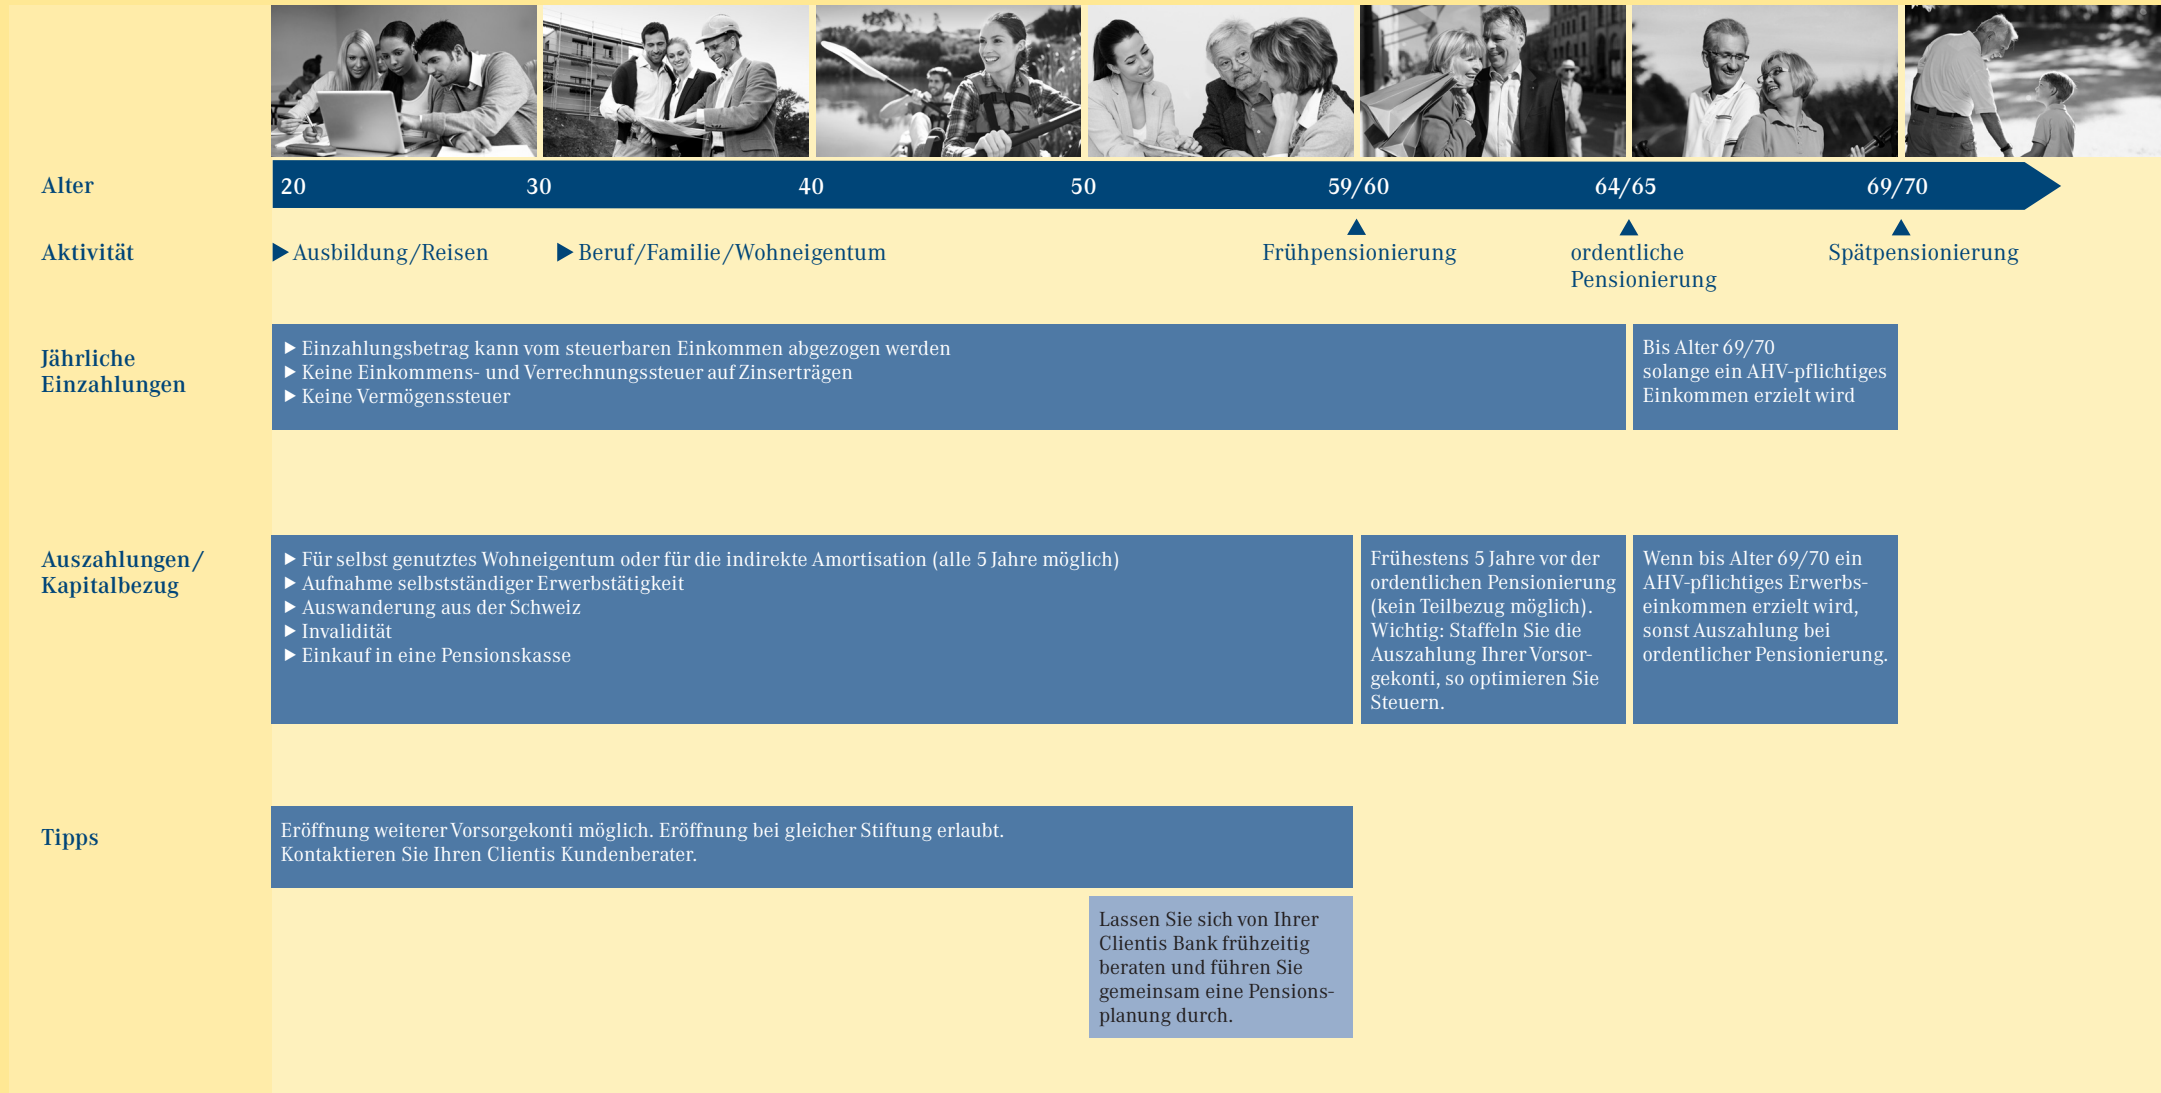 Alter
20 30 40 50 59/60 64/65 69/70
Aktivität
Ausbildung/Reisen
Beruf/Familie/Wohneigentum
Frühpensionierung
ordentliche
Pensionierung
Spätpensionierung
Jährliche
Einzahlungen
Einzahlungsbetrag kann vom steuerbaren Einkommen abgezogen werden
Keine Einkommens- und Verrechnungssteuer auf Zinserträgen
Keine Vermögenssteuer
Bis Alter 69/70
solange ein AHV-pflichtiges
Einkommen erzielt wird
Auszahlungen/
Kapitalbezug
Für selbst genutztes Wohneigentum oder für die indirekte Amortisation (alle 5 Jahre möglich)
Aufnahme selbstständiger Erwerbstätigkeit
Auswanderung aus der Schweiz
Invalidität
Einkauf in eine Pensionskasse
Frühestens 5 Jahre vor der
ordentlichen Pensionierung
(kein Teilbezug möglich).
Wichtig: Staffeln Sie die
Auszahlung Ihrer Vorsor-
gekonti, so optimieren Sie
Steuern.
Wenn bis Alter 69/70 ein
AHV-pflichtiges Erwerbs-
einkommen erzielt wird,
sonst Auszahlung bei
ordentlicher Pensionierung.
Tipps
Eröffnung weiterer Vorsorgekonti möglich. Eröffnung bei gleicher Stiftung erlaubt.
Kontaktieren Sie Ihren Clientis Kundenberater.
Lassen Sie sich von Ihrer
Clientis Bank frühzeitig
beraten und führen Sie
gemeinsam eine Pensions-
planung durch.